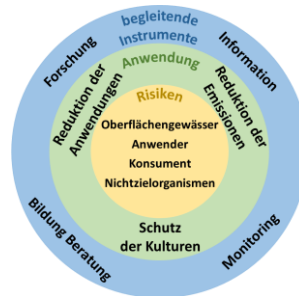 begleitende
Instrumente
Forschung
Information
Anwendung
Reduktion der
Anwendungen
Reduktion der
Emissionen
Risiken
Oberflächengewässer
Anwender
Konsument
Nichtzielorganismen
Schutz
der Kulturen
Bildung Beratung
Monitoring